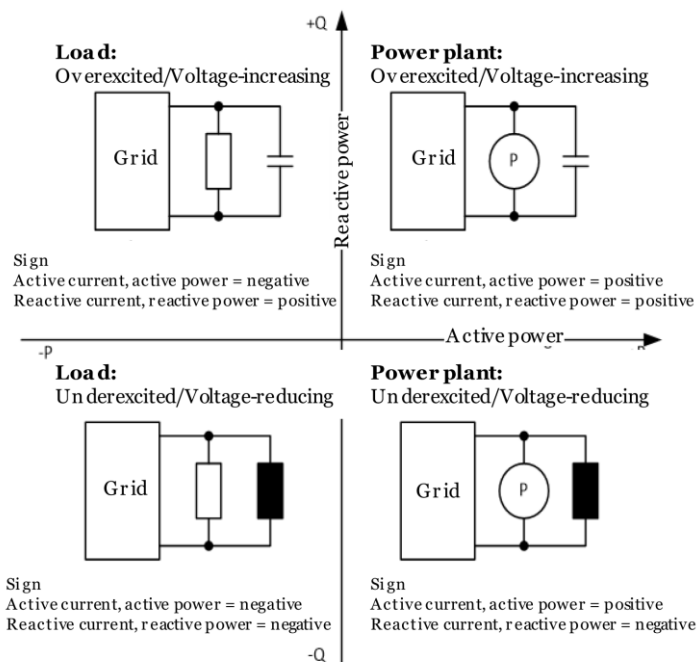 +Q
Load:
Overexcited/Voltage-increasing
Grid
Power plant:
Overexcited/Voltage-increasing
Grid
P
Reactive power
Sign
Active current, active power = negative
Reactive current, reactive power = positive
Sign
Active current, active power = positive
Reactive current, reactive power = positive
-P
Active power
Load:
Underexcited/Voltage-reducing
Grid
Power plant:
Underexcited/Voltage-reducing
Grid
P
Sign
Active current, active power = negative
Reactive current, reactive power = negative
Sign
Active current, active power = positive
Reactive current, reactive power = negative
-Q